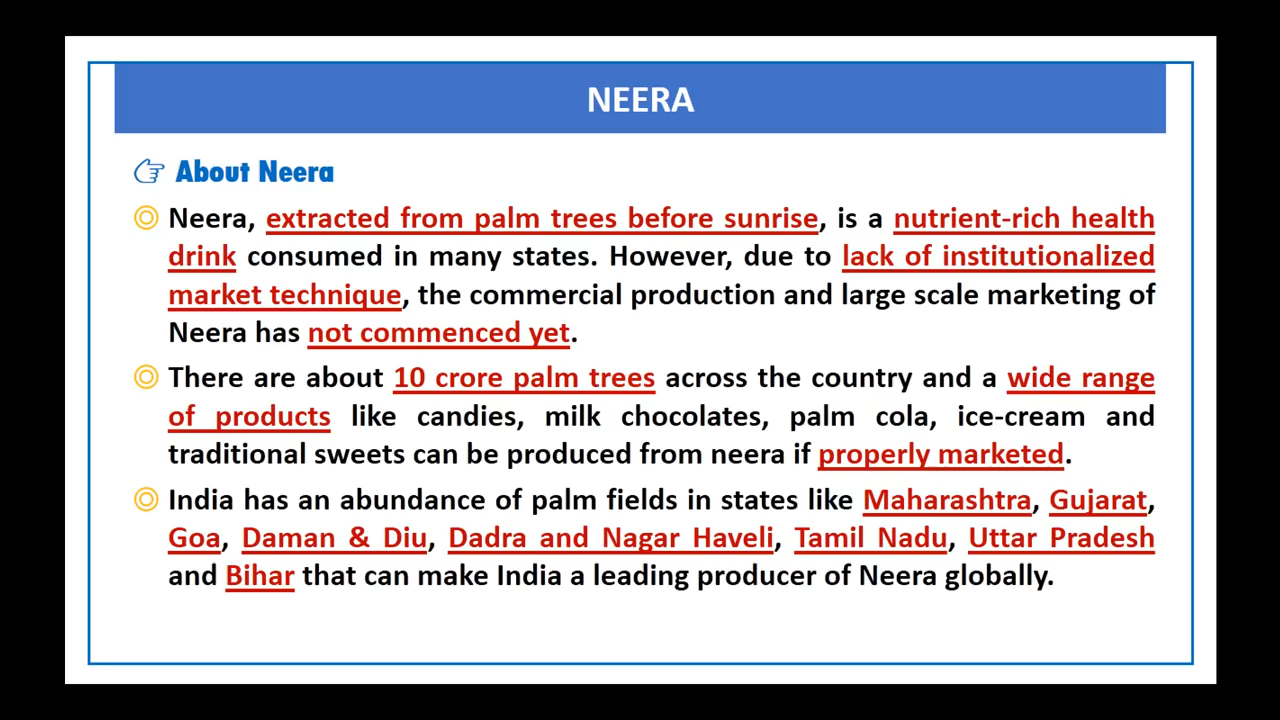 NEERA
About Neera
Neera, extracted from palm trees before sunrise, is a nutrient-rich health
drink consumed in many states. However, due to lack of institutionalized
market technique, the commercial production and large scale marketing of
Neera has not commenced yet.
There are about 10 crore palm trees across the country and a wide range
of products like candies, milk chocolates, palm cola, ice-cream and
traditional sweets can be produced from neera if properly marketed.
India has an abundance of palm fields in states like Maharashtra, Gujarat,
Goa, Daman & Diu, Dadra and Nagar Haveli, Tamil Nadu, Uttar Pradesh
and Bihar that can make India a leading producer of Neera globally.